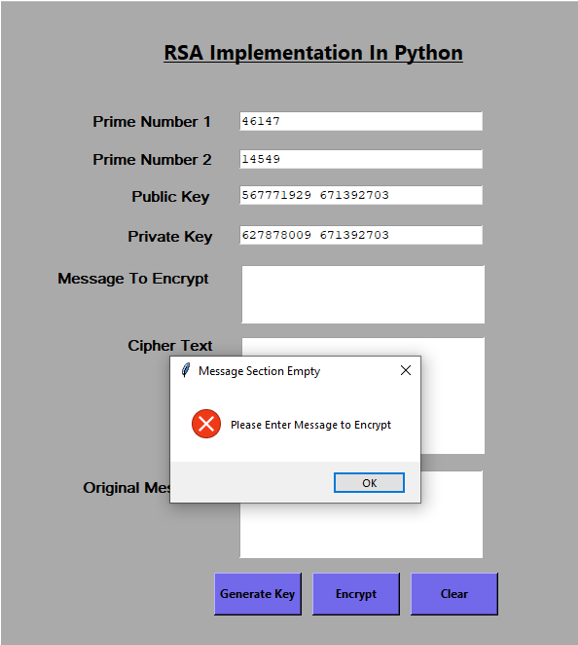 RSA Implementation In Python
Prime Number 1 46147
Prime Number 2 14549
Public Key 567771929 671392703
Private Key 627878009 671392703
Message To Encrypt
Cipher Text
Message Section Empty
Please Enter Message to Encrypt
OK
Original Mes
Generate Key Encrypt Clear